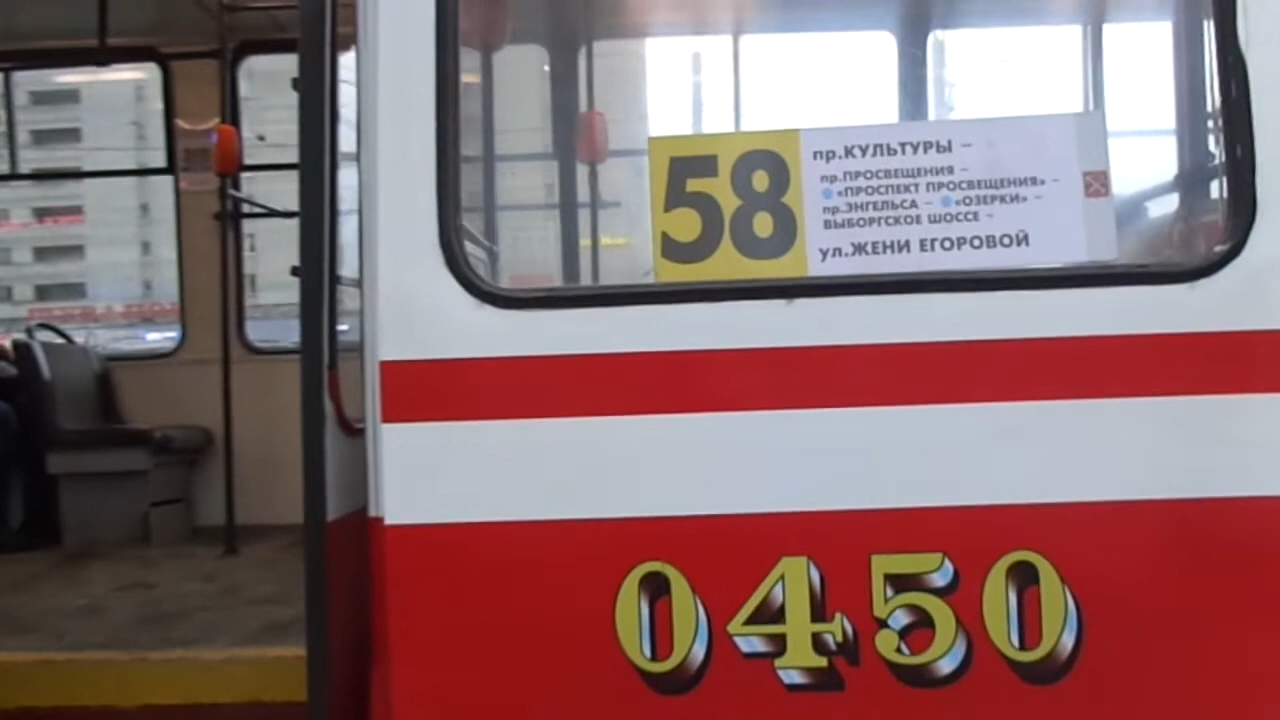 58
пр.КУЛЬТУРЫ –
пр.ПРОСВЕЩЕНИЯ –
«ПРОСПЕКТ ПРОСВЕЩЕНИЯ» –
пр.ЭНГЕЛЬСА – «ОЗЕРКИ» –
ВЫБОРГСКОЕ ШОССЕ –
ул.ЖЕНИ ЕГОРОВОЙ
0450